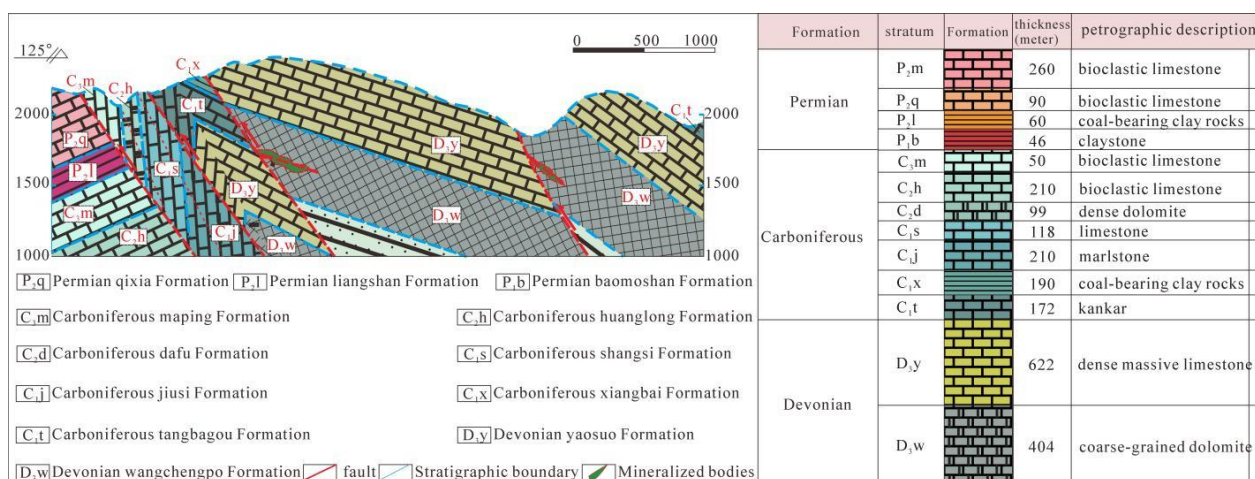 125°
0 500 1000
C₁x
C₃m
C₂h
C₁t
2000
2000
C₃t
P₂q
D₃y
D₃y
P₂l
C₁s
1500
1500
D₃y
D₃w
D₃w
C₃m
C₂h
C₁j
D₃w
1000
1000
P₂q Permian qixia Formation P₂l Permian liangshan Formation P₁b Permian baomoshan Formation
C₃m Carboniferous maping Formation C₂h Carboniferous huanglong Formation
C₂d Carboniferous dafu Formation C₁s Carboniferous shangsi Formation
C₁j Carboniferous jiusi Formation C₁x Carboniferous xiangbai Formation
C₁t Carboniferous tangbagou Formation D₃y Devonian yaosuo Formation
D₃w Devonian wangchengpo Formation fault Stratigraphic boundary Mineralized bodies
Formation stratum Formation thickness (meter) petrographic description
Permian
P₂m 260 bioclastic limestone
P₂q 90 bioclastic limestone
P₂l 60 coal-bearing clay rocks
P₁b 46 claystone
Carboniferous
C₃m 50 bioclastic limestone
C₂h 210 bioclastic limestone
C₂d 99 dense dolomite
C₁s 118 limestone
C₁j 210 marlstone
C₁x 190 coal-bearing clay rocks
C₁t 172 kankar
Devonian
D₃y 622 dense massive limestone
D₃w 404 coarse-grained dolomite